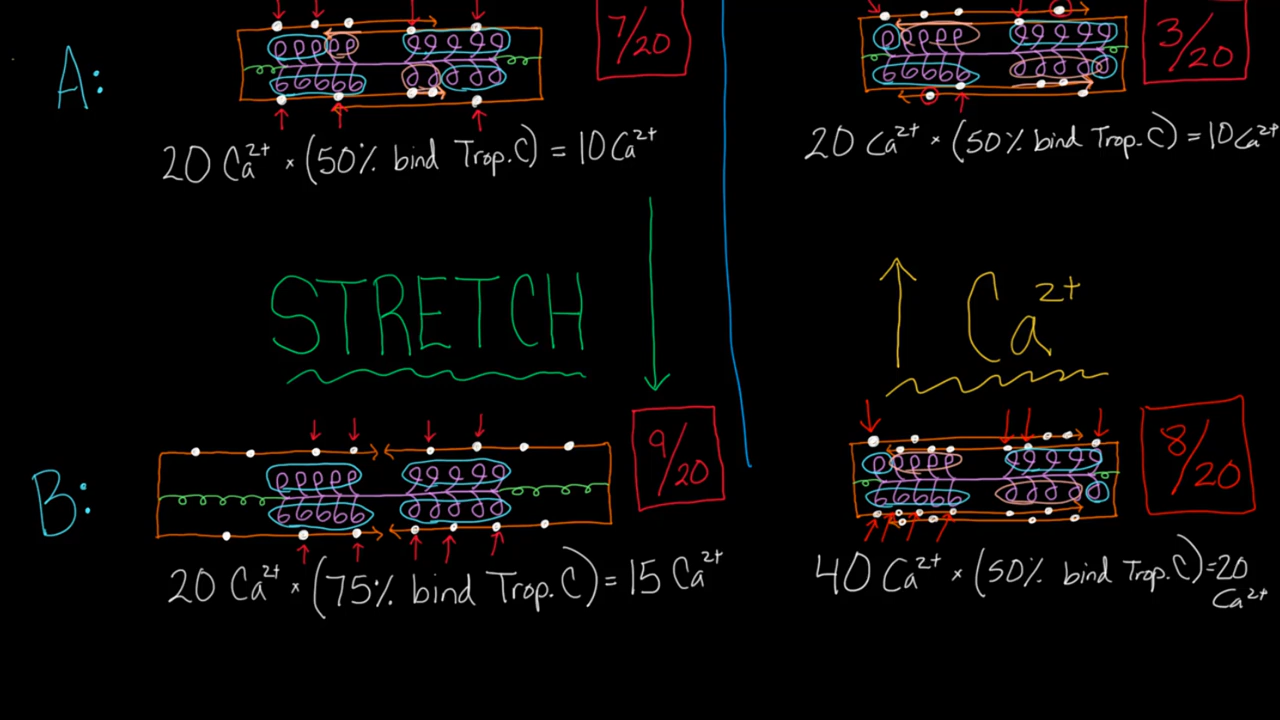 A:
7/20
3/20
20 Ca²⁺ × (50% bind Trop. C) = 10 Ca²⁺
20 Ca²⁺ × (50% bind Trop. C) = 10 Ca²⁺
STRETCH
↑ Ca²⁺
B:
9/20
8/20
20 Ca²⁺ × (75% bind Trop. C) = 15 Ca²⁺
40 Ca²⁺ × (50% bind Trop. C) = 20
Ca²⁺